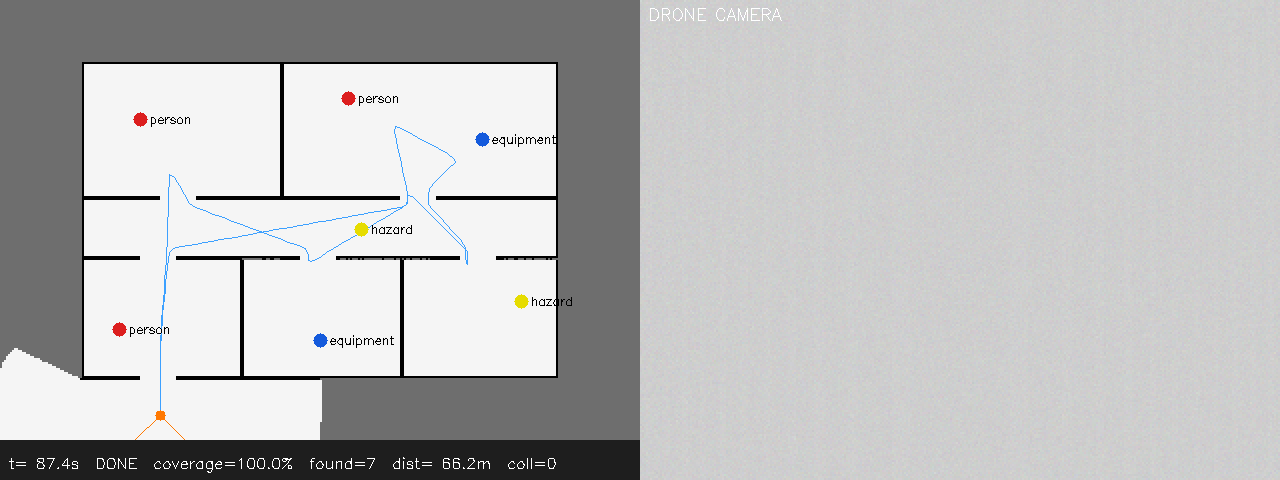 DRONE CAMERA
person
person
equipment
hazard
hazard
person
equipment
t= 87.4s DONE coverage=100.0% found=7 dist= 66.2m coll=0